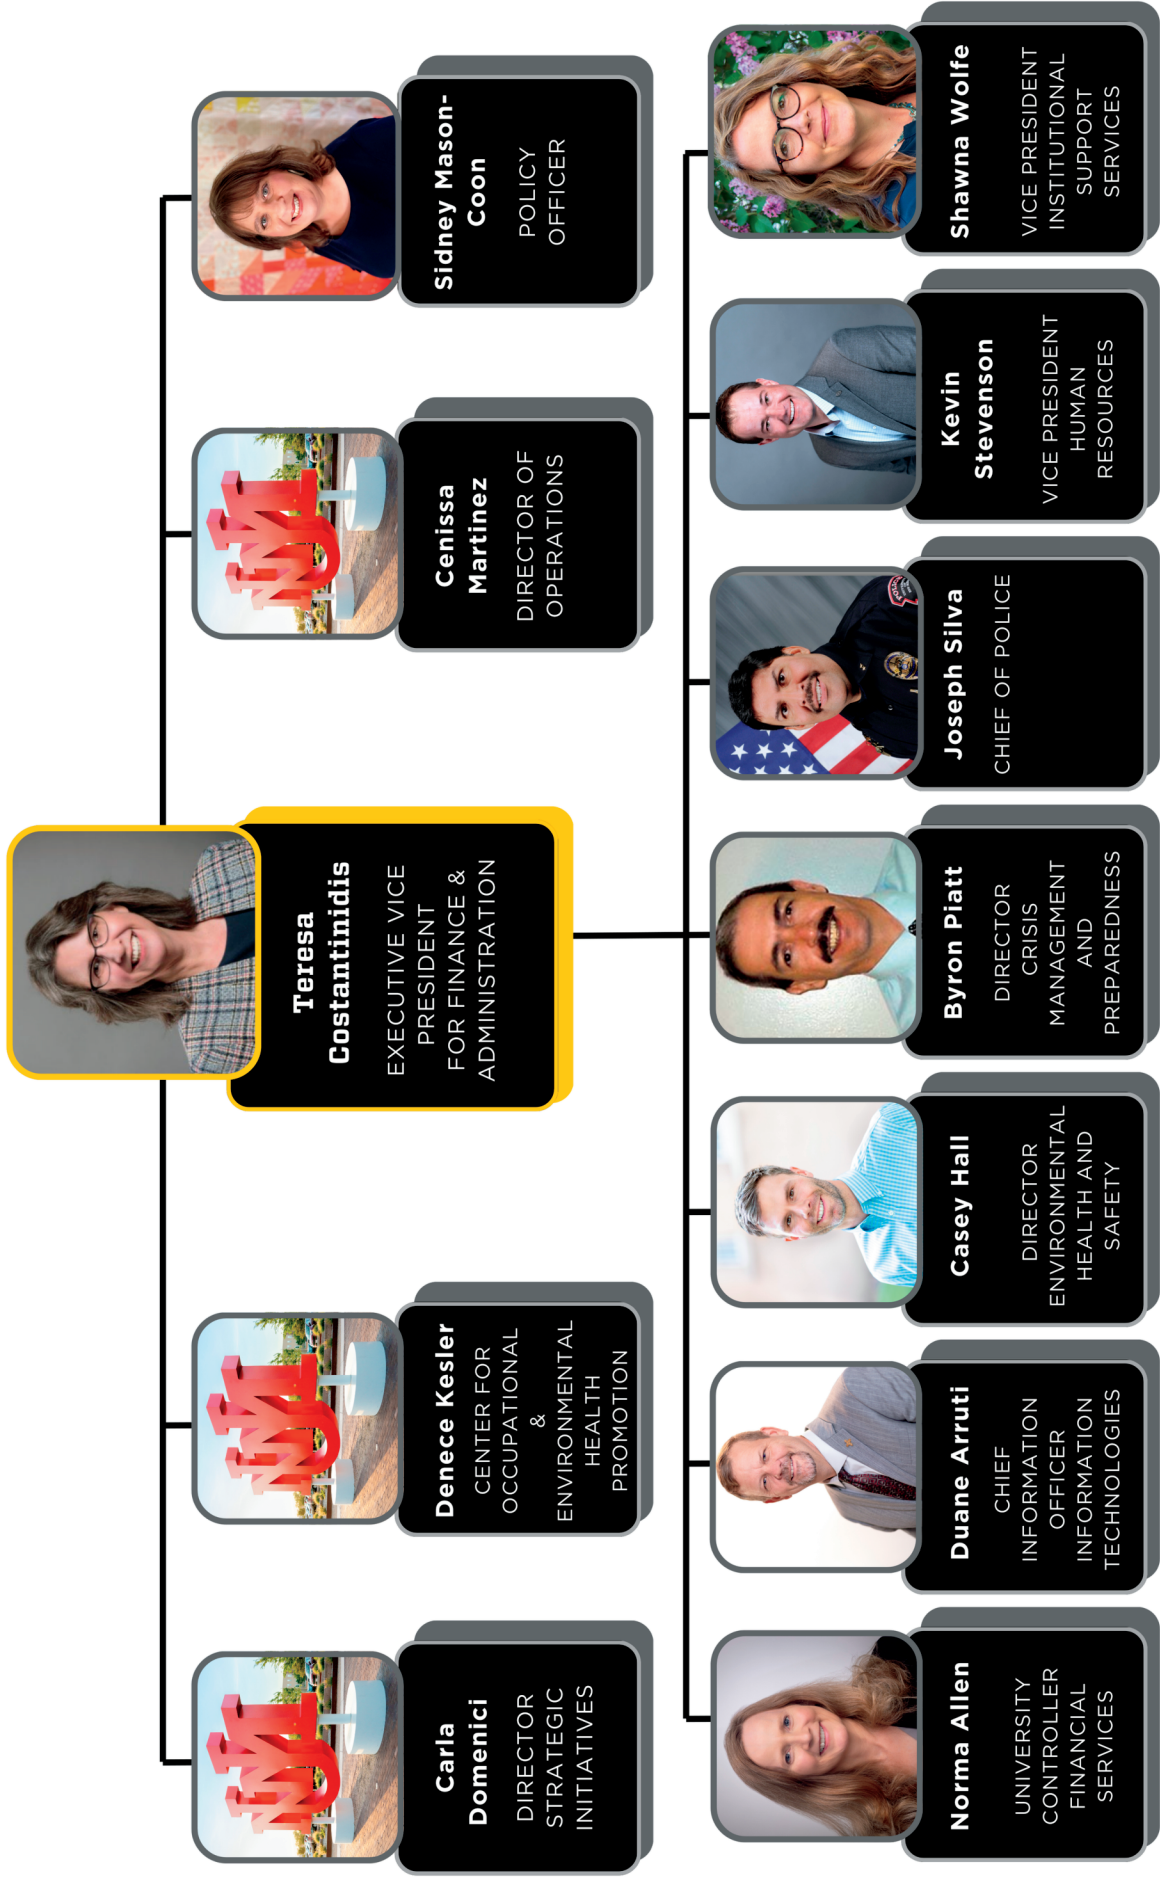 Teresa
Costantinidis
EXECUTIVE VICE
PRESIDENT
FOR FINANCE &
ADMINISTRATION
Carla
Domenici
DIRECTOR
STRATEGIC
INITIATIVES
Denece Kesler
CENTER FOR
OCCUPATIONAL
&
ENVIRONMENTAL
HEALTH
PROMOTION
Cenissa
Martinez
DIRECTOR OF
OPERATIONS
Sidney Mason-
Coon
POLICY
OFFICER
Norma Allen
UNIVERSITY
CONTROLLER
FINANCIAL
SERVICES
Duane Arruti
CHIEF
INFORMATION
OFFICER
INFORMATION
TECHNOLOGIES
Casey Hall
DIRECTOR
ENVIRONMENTAL
HEALTH AND
SAFETY
Byron Piatt
DIRECTOR
CRISIS
MANAGEMENT
AND
PREPAREDNESS
Joseph Silva
CHIEF OF POLICE
Kevin
Stevenson
VICE PRESIDENT
HUMAN
RESOURCES
Shawna Wolfe
VICE PRESIDENT
INSTITUTIONAL
SUPPORT
SERVICES